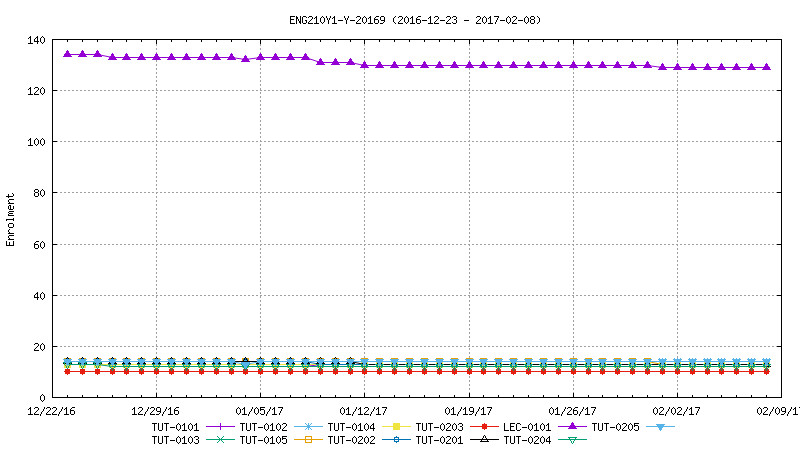 ENG210Y1-Y-20169 (2016-12-23 - 2017-02-08)
140
120
100
80
60
40
20
0
Enrolment
12/22/16 12/29/16 01/05/17 01/12/17 01/19/17 01/26/17 02/02/17 02/09/17
TUT-0101 TUT-0102 TUT-0104 TUT-0203 LEC-0101 TUT-0205
TUT-0103 TUT-0105 TUT-0202 TUT-0201 TUT-0204